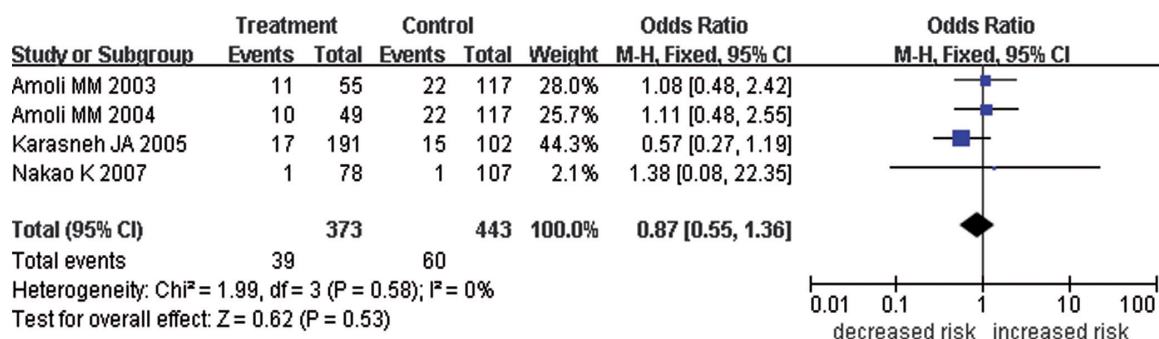 Treatment Control Odds Ratio Odds Ratio
Study or Subgroup Events Total Events Total Weight M-H, Fixed, 95% CI M-H, Fixed, 95% CI
Amoli MM 2003 11 55 22 117 28.0% 1.08 [0.48, 2.42]
Amoli MM 2004 10 49 22 117 25.7% 1.11 [0.48, 2.55]
Karasneh JA 2005 17 191 15 102 44.3% 0.57 [0.27, 1.19]
Nakao K 2007 1 78 1 107 2.1% 1.38 [0.08, 22.35]
Total (95% CI) 373 443 100.0% 0.87 [0.55, 1.36]
Total events 39 60
Heterogeneity: Chi² = 1.99, df = 3 (P = 0.58); I² = 0%
Test for overall effect: Z = 0.62 (P = 0.53)
0.01 0.1 1 10 100
decreased risk increased risk